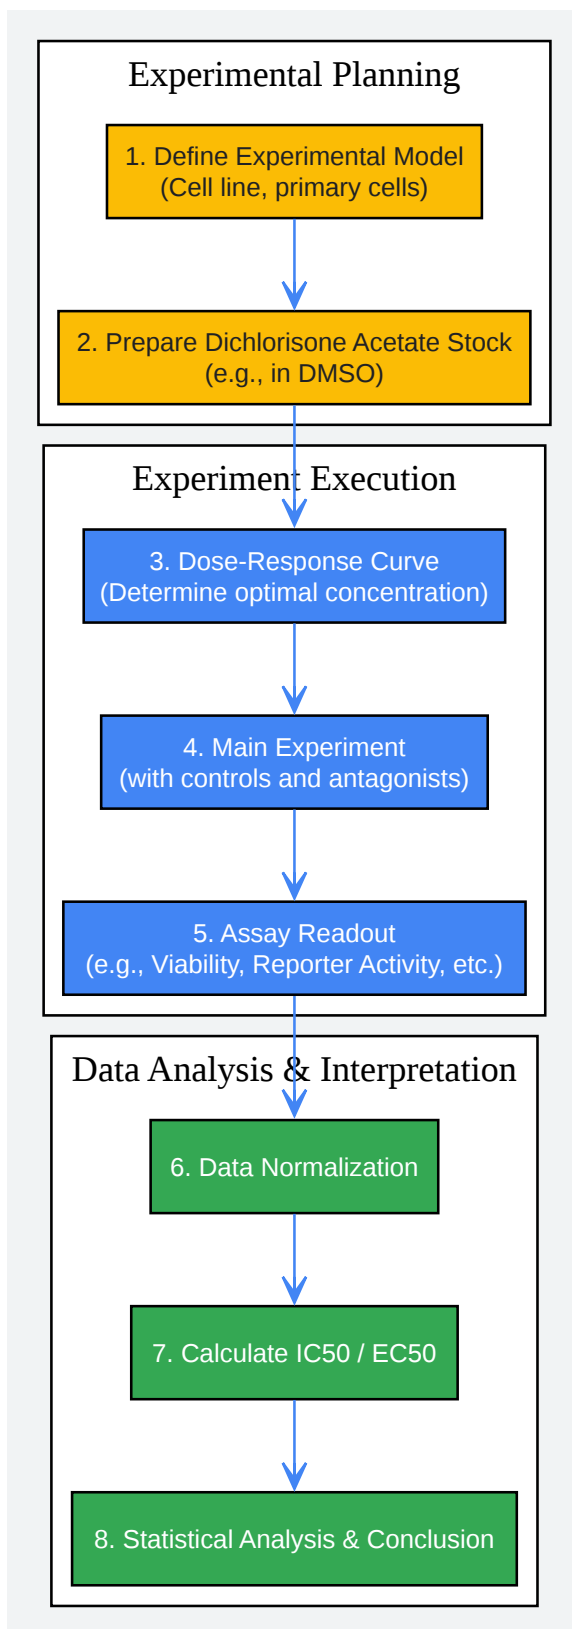 Experimental Planning
1. Define Experimental Model
(Cell line, primary cells)
2. Prepare Dichlorisone Acetate Stock
(e.g., in DMSO)
Experiment Execution
3. Dose-Response Curve
(Determine optimal concentration)
4. Main Experiment
(with controls and antagonists)
5. Assay Readout
(e.g., Viability, Reporter Activity, etc.)
Data Analysis & Interpretation
6. Data Normalization
7. Calculate IC50 / EC50
8. Statistical Analysis & Conclusion